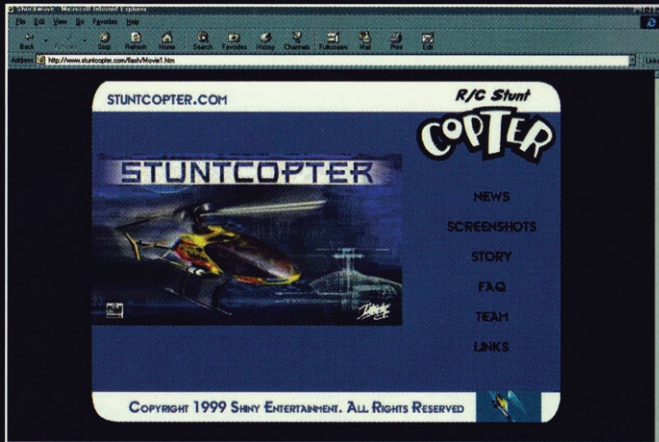 Shockwave - Microsoft Internet Explorer
File Edit View Go Favorites Help
Back Stop Refresh Home Search Favorites History Channels Fullscreen Mail Print Edit
Address http://www.stuntcopter.com/flash/Movie1.htm Links
STUNTCOPTER.COM
R/C Stunt
COPTER
STUNTCOPTER
NEWS
SCREENSHOTS
STORY
FAQ
TEAM
LINKS
COPYRIGHT 1999 SHINY ENTERTAINMENT. ALL RIGHTS RESERVED